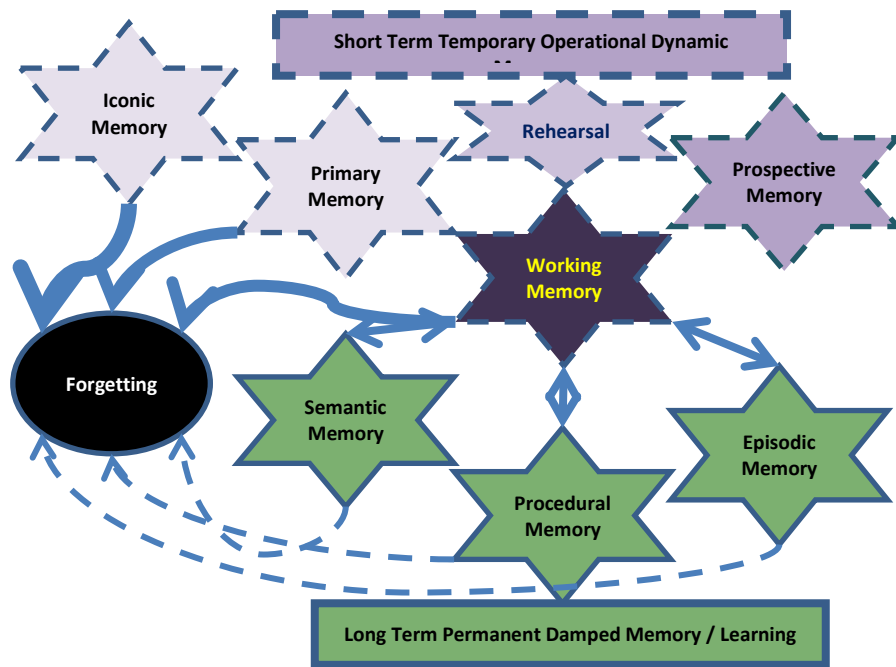 Short Term Temporary Operational Dynamic
Iconic
Memory
Rehearsal
Primary
Memory
Prospective
Memory
Working
Memory
Forgetting
Semantic
Memory
Episodic
Memory
Procedural
Memory
Long Term Permanent Damped Memory / Learning